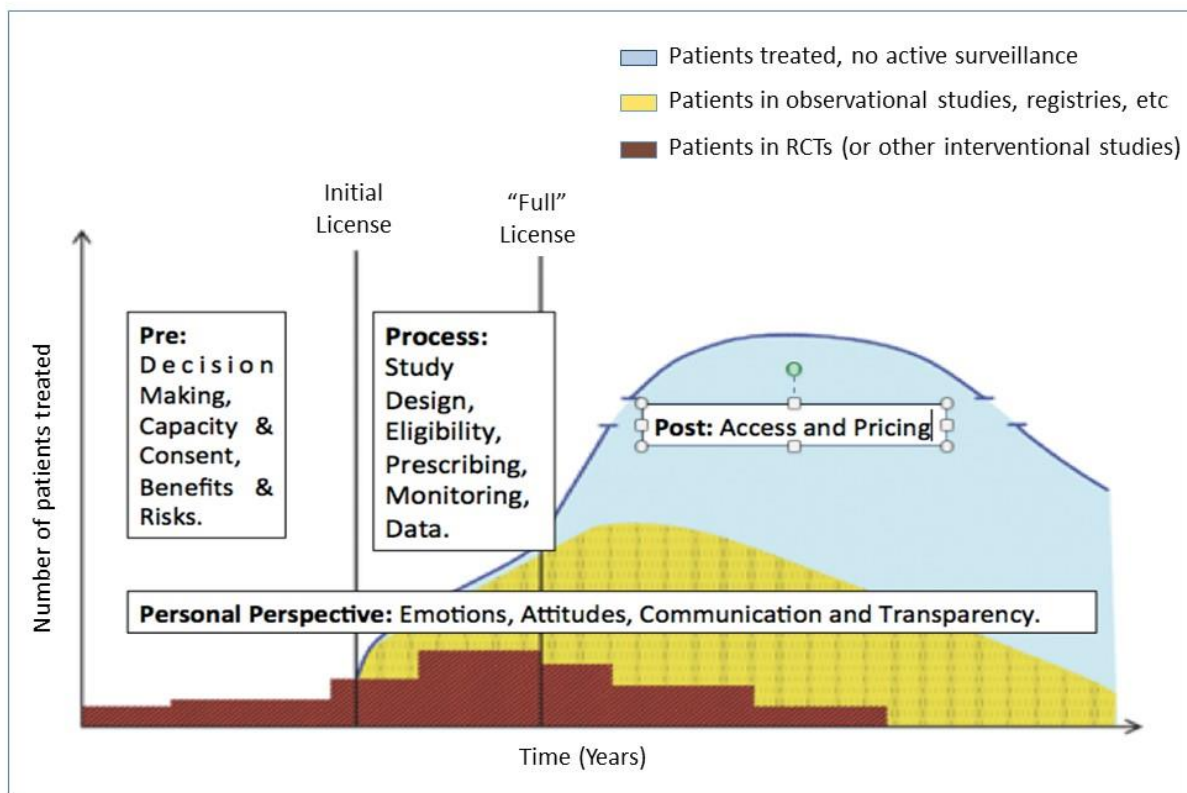 Patients treated, no active surveillance
Patients in observational studies, registries, etc
Patients in RCTs (or other interventional studies)
Initial
License
“Full”
License
Pre:
Decision
Making,
Capacity &
Consent,
Benefits &
Risks.
Process:
Study
Design,
Eligibility,
Prescribing,
Monitoring,
Data.
Post: Access and Pricing
Personal Perspective: Emotions, Attitudes, Communication and Transparency.
Number of patients treated
Time (Years)